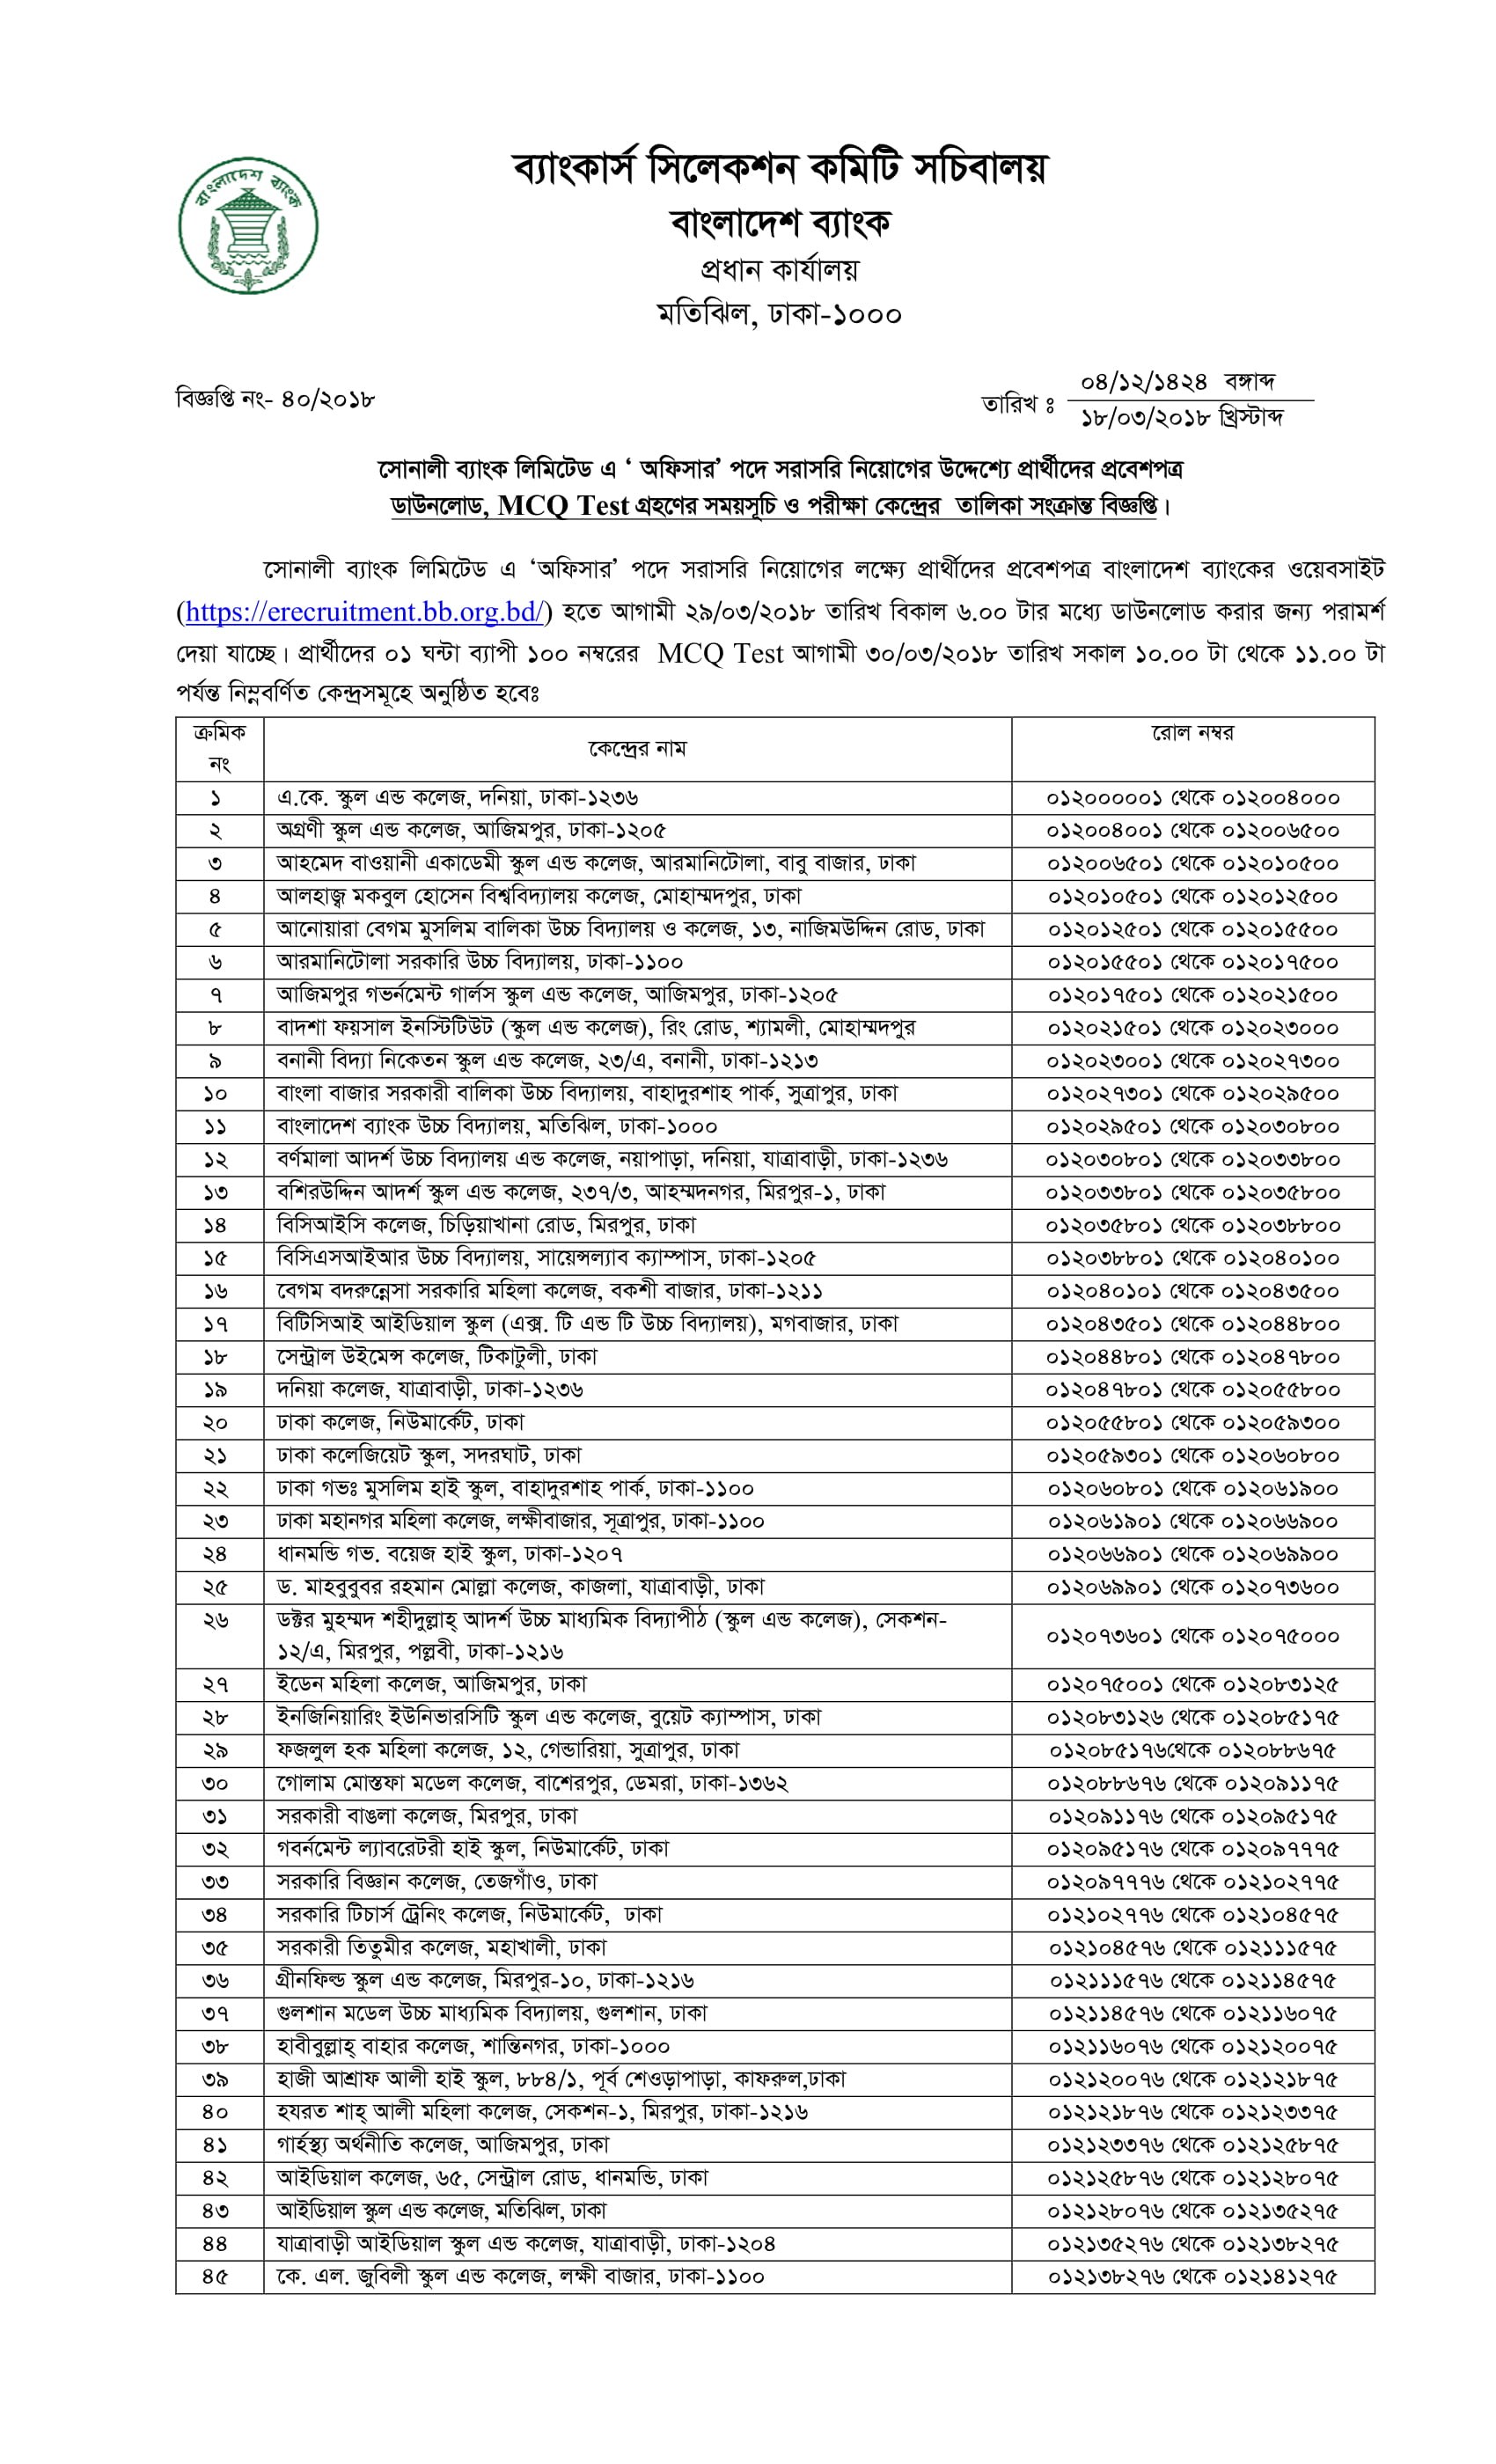 বাংলাদেশ ব্যাংক
ব্যাংকার্স সিলেকশন কমিটি সচিবালয়
বাংলাদেশ ব্যাংক
প্রধান কার্যালয়
মতিঝিল, ঢাকা-১০০০
বিজ্ঞপ্তি নং- ৪০/২০১৮
তারিখ ঃ ০৪/১২/১৪২৪ বঙ্গাব্দ
১৮/০৩/২০১৮ খ্রিস্টাব্দ
সোনালী ব্যাংক লিমিটেড এ ‘ অফিসার’ পদে সরাসরি নিয়োগের উদ্দেশ্যে প্রার্থীদের প্রবেশপত্র
ডাউনলোড, MCQ Test গ্রহণের সময়সূচি ও পরীক্ষা কেন্দ্রের তালিকা সংক্রান্ত বিজ্ঞপ্তি।
সোনালী ব্যাংক লিমিটেড এ ‘অফিসার’ পদে সরাসরি নিয়োগের লক্ষ্যে প্রার্থীদের প্রবেশপত্র বাংলাদেশ ব্যাংকের ওয়েবসাইট
(https://erecruitment.bb.org.bd/) হতে আগামী ২৯/০৩/২০১৮ তারিখ বিকাল ৬.০০ টার মধ্যে ডাউনলোড করার জন্য পরামর্শ
দেয়া যাচ্ছে। প্রার্থীদের ০১ ঘন্টা ব্যাপী ১০০ নম্বরের MCQ Test আগামী ৩০/০৩/২০১৮ তারিখ সকাল ১০.০০ টা থেকে ১১.০০ টা
পর্যন্ত নিম্নবর্ণিত কেন্দ্রসমূহে অনুষ্ঠিত হবেঃ
ক্রমিক নং কেন্দ্রের নাম রোল নম্বর
১ এ.কে. স্কুল এন্ড কলেজ, দনিয়া, ঢাকা-১২৩৬ ০১২০০০০০১ থেকে ০১২০০৪০০০
২ অগ্রণী স্কুল এন্ড কলেজ, আজিমপুর, ঢাকা-১২০৫ ০১২০০৪০০১ থেকে ০১২০০৬৫০০
৩ আহমেদ বাওয়ানী একাডেমী স্কুল এন্ড কলেজ, আরমানিটোলা, বাবু বাজার, ঢাকা ০১২০০৬৫০১ থেকে ০১২০১০৫০০
৪ আলহাজ্ব মকবুল হোসেন বিশ্ববিদ্যালয় কলেজ, মোহাম্মদপুর, ঢাকা ০১২০১০৫০১ থেকে ০১২০১২৫০০
৫ আনোয়ারা বেগম মুসলিম বালিকা উচ্চ বিদ্যালয় ও কলেজ, ১৩, নাজিমউদ্দিন রোড, ঢাকা ০১২০১২৫০১ থেকে ০১২০১৫৫০০
৬ আরমানিটোলা সরকারি উচ্চ বিদ্যালয়, ঢাকা-১১০০ ০১২০১৫৫০১ থেকে ০১২০১৭৫০০
৭ আজিমপুর গভর্নমেন্ট গার্লস স্কুল এন্ড কলেজ, আজিমপুর, ঢাকা-১২০৫ ০১২০১৭৫০১ থেকে ০১২০২১৫০০
৮ বাদশা ফয়সাল ইনস্টিটিউট (স্কুল এন্ড কলেজ), রিং রোড, শ্যামলী, মোহাম্মদপুর ০১২০২১৫০১ থেকে ০১২০২৩০০০
৯ বনানী বিদ্যা নিকেতন স্কুল এন্ড কলেজ, ২৩/এ, বনানী, ঢাকা-১২১৩ ০১২০২৩০০১ থেকে ০১২০২৭৩০০
১০ বাংলা বাজার সরকারী বালিকা উচ্চ বিদ্যালয়, বাহাদুরশাহ পার্ক, সুত্রাপুর, ঢাকা ০১২০২৭৩০১ থেকে ০১২০২৯৫০০
১১ বাংলাদেশ ব্যাংক উচ্চ বিদ্যালয়, মতিঝিল, ঢাকা-১০০০ ০১২০২৯৫০১ থেকে ০১২০৩০৮০০
১২ বর্ণমালা আদর্শ উচ্চ বিদ্যালয় এন্ড কলেজ, নয়াপাড়া, দনিয়া, যাত্রাবাড়ী, ঢাকা-১২৩৬ ০১২০৩০৮০১ থেকে ০১২০৩৩৮০০
১৩ বশিরউদ্দিন আদর্শ স্কুল এন্ড কলেজ, ২৩৭/৩, আহম্মদনগর, মিরপুর-১, ঢাকা ০১২০৩৩৮০১ থেকে ০১২০৩৫৮০০
১৪ বিসিআইসি কলেজ, চিড়িয়াখানা রোড, মিরপুর, ঢাকা ০১২০৩৫৮০১ থেকে ০১২০৩৮৮০০
১৫ বিসিএসআইআর উচ্চ বিদ্যালয়, সায়েন্সল্যাব ক্যাম্পাস, ঢাকা-১২০৫ ০১২০৩৮৮০১ থেকে ০১২০৪০১০০
১৬ বেগম বদরুন্নেসা সরকারি মহিলা কলেজ, বকশী বাজার, ঢাকা-১২১১ ০১২০৪০১০১ থেকে ০১২০৪৩৫০০
১৭ বিটিসিআই আইডিয়াল স্কুল (এক্স. টি এন্ড টি উচ্চ বিদ্যালয়), মগবাজার, ঢাকা ০১২০৪৩৫০১ থেকে ০১২০৪৪৮০০
১৮ সেন্ট্রাল উইমেন্স কলেজ, টিকাটুলী, ঢাকা ০১২০৪৪৮০১ থেকে ০১২০৪৭৮০০
১৯ দনিয়া কলেজ, যাত্রাবাড়ী, ঢাকা-১২৩৬ ০১২০৪৭৮০১ থেকে ০১২০৫৫৮০০
২০ ঢাকা কলেজ, নিউমার্কেট, ঢাকা ০১২০৫৫৮০১ থেকে ০১২০৫৯৩০০
২১ ঢাকা কলেজিয়েট স্কুল, সদরঘাট, ঢাকা ০১২০৫৯৩০১ থেকে ০১২০৬০৮০০
২২ ঢাকা গভঃ মুসলিম হাই স্কুল, বাহাদুরশাহ পার্ক, ঢাকা-১১০০ ০১২০৬০৮০১ থেকে ০১২০৬১৯০০
২৩ ঢাকা মহানগর মহিলা কলেজ, লক্ষীবাজার, সূত্রাপুর, ঢাকা-১১০০ ০১২০৬১৯০১ থেকে ০১২০৬৬৯০০
২৪ ধানমন্ডি গভ. বয়েজ হাই স্কুল, ঢাকা-১২০৭ ০১২০৬৬৯০১ থেকে ০১২০৬৯৯০০
২৫ ড. মাহবুবুবর রহমান মোল্লা কলেজ, কাজলা, যাত্রাবাড়ী, ঢাকা ০১২০৬৯৯০১ থেকে ০১২০৭৩৬০০
২৬ ডক্টর মুহম্মদ শহীদুল্লাহ্ আদর্শ উচ্চ মাধ্যমিক বিদ্যাপীঠ (স্কুল এন্ড কলেজ), সেকশন-
১২/এ, মিরপুর, পল্লবী, ঢাকা-১২১৬ ০১২০৭৩৬০১ থেকে ০১২০৭৫০০০
২৭ ইডেন মহিলা কলেজ, আজিমপুর, ঢাকা ০১২০৭৫০০১ থেকে ০১২০৮৩১২৫
২৮ ইনজিনিয়ারিং ইউনিভারসিটি স্কুল এন্ড কলেজ, বুয়েট ক্যাম্পাস, ঢাকা ০১২০৮৩১২৬ থেকে ০১২০৮৫১৭৫
২৯ ফজলুল হক মহিলা কলেজ, ১২, গেন্ডারিয়া, সুত্রাপুর, ঢাকা ০১২০৮৫১৭৬থেকে ০১২০৮৮৬৭৫
৩০ গোলাম মোস্তফা মডেল কলেজ, বাশেরপুর, ডেমরা, ঢাকা-১৩৬২ ০১২০৮৮৬৭৬ থেকে ০১২০৯১১৭৫
৩১ সরকারী বাঙলা কলেজ, মিরপুর, ঢাকা ০১২০৯১১৭৬ থেকে ০১২০৯৫১৭৫
৩২ গবর্নমেন্ট ল্যাবরেটরী হাই স্কুল, নিউমার্কেট, ঢাকা ০১২০৯৫১৭৬ থেকে ০১২০৯৭৭৭৫
৩৩ সরকারি বিজ্ঞান কলেজ, তেজগাঁও, ঢাকা ০১২০৯৭৭৭৬ থেকে ০১২১০২৭৭৫
৩৪ সরকারি টিচার্স ট্রেনিং কলেজ, নিউমার্কেট, ঢাকা ০১২১০২৭৭৬ থেকে ০১২১০৪৫৭৫
৩৫ সরকারী তিতুমীর কলেজ, মহাখালী, ঢাকা ০১২১০৪৫৭৬ থেকে ০১২১১১৫৭৫
৩৬ গ্রীনফিল্ড স্কুল এন্ড কলেজ, মিরপুর-১০, ঢাকা-১২১৬ ০১২১১১৫৭৬ থেকে ০১২১১৪৫৭৫
৩৭ গুলশান মডেল উচ্চ মাধ্যমিক বিদ্যালয়, গুলশান, ঢাকা ০১২১১৪৫৭৬ থেকে ০১২১১৬০৭৫
৩৮ হাবীবুল্লাহ্ বাহার কলেজ, শান্তিনগর, ঢাকা-১০০০ ০১২১১৬০৭৬ থেকে ০১২১২০০৭৫
৩৯ হাজী আশ্রাফ আলী হাই স্কুল, ৮৮৪/১, পূর্ব শেওড়াপাড়া, কাফরুল,ঢাকা ০১২১২০০৭৬ থেকে ০১২১২১৮৭৫
৪০ হযরত শাহ্ আলী মহিলা কলেজ, সেকশন-১, মিরপুর, ঢাকা-১২১৬ ০১২১২১৮৭৬ থেকে ০১২১২৩৩৭৫
৪১ গার্হস্থ্য অর্থনীতি কলেজ, আজিমপুর, ঢাকা ০১২১২৩৩৭৬ থেকে ০১২১২৫৮৭৫
৪২ আইডিয়াল কলেজ, ৬৫, সেন্ট্রাল রোড, ধানমন্ডি, ঢাকা ০১২১২৫৮৭৬ থেকে ০১২১২৮০৭৫
৪৩ আইডিয়াল স্কুল এন্ড কলেজ, মতিঝিল, ঢাকা ০১২১২৮০৭৬ থেকে ০১২১৩৫২৭৫
৪৪ যাত্রাবাড়ী আইডিয়াল স্কুল এন্ড কলেজ, যাত্রাবাড়ী, ঢাকা-১২০৪ ০১২১৩৫২৭৬ থেকে ০১২১৩৮২৭৫
৪৫ কে. এল. জুবিলী স্কুল এন্ড কলেজ, লক্ষী বাজার, ঢাকা-১১০০ ০১২১৩৮২৭৬ থেকে ০১২১৪১২৭৫